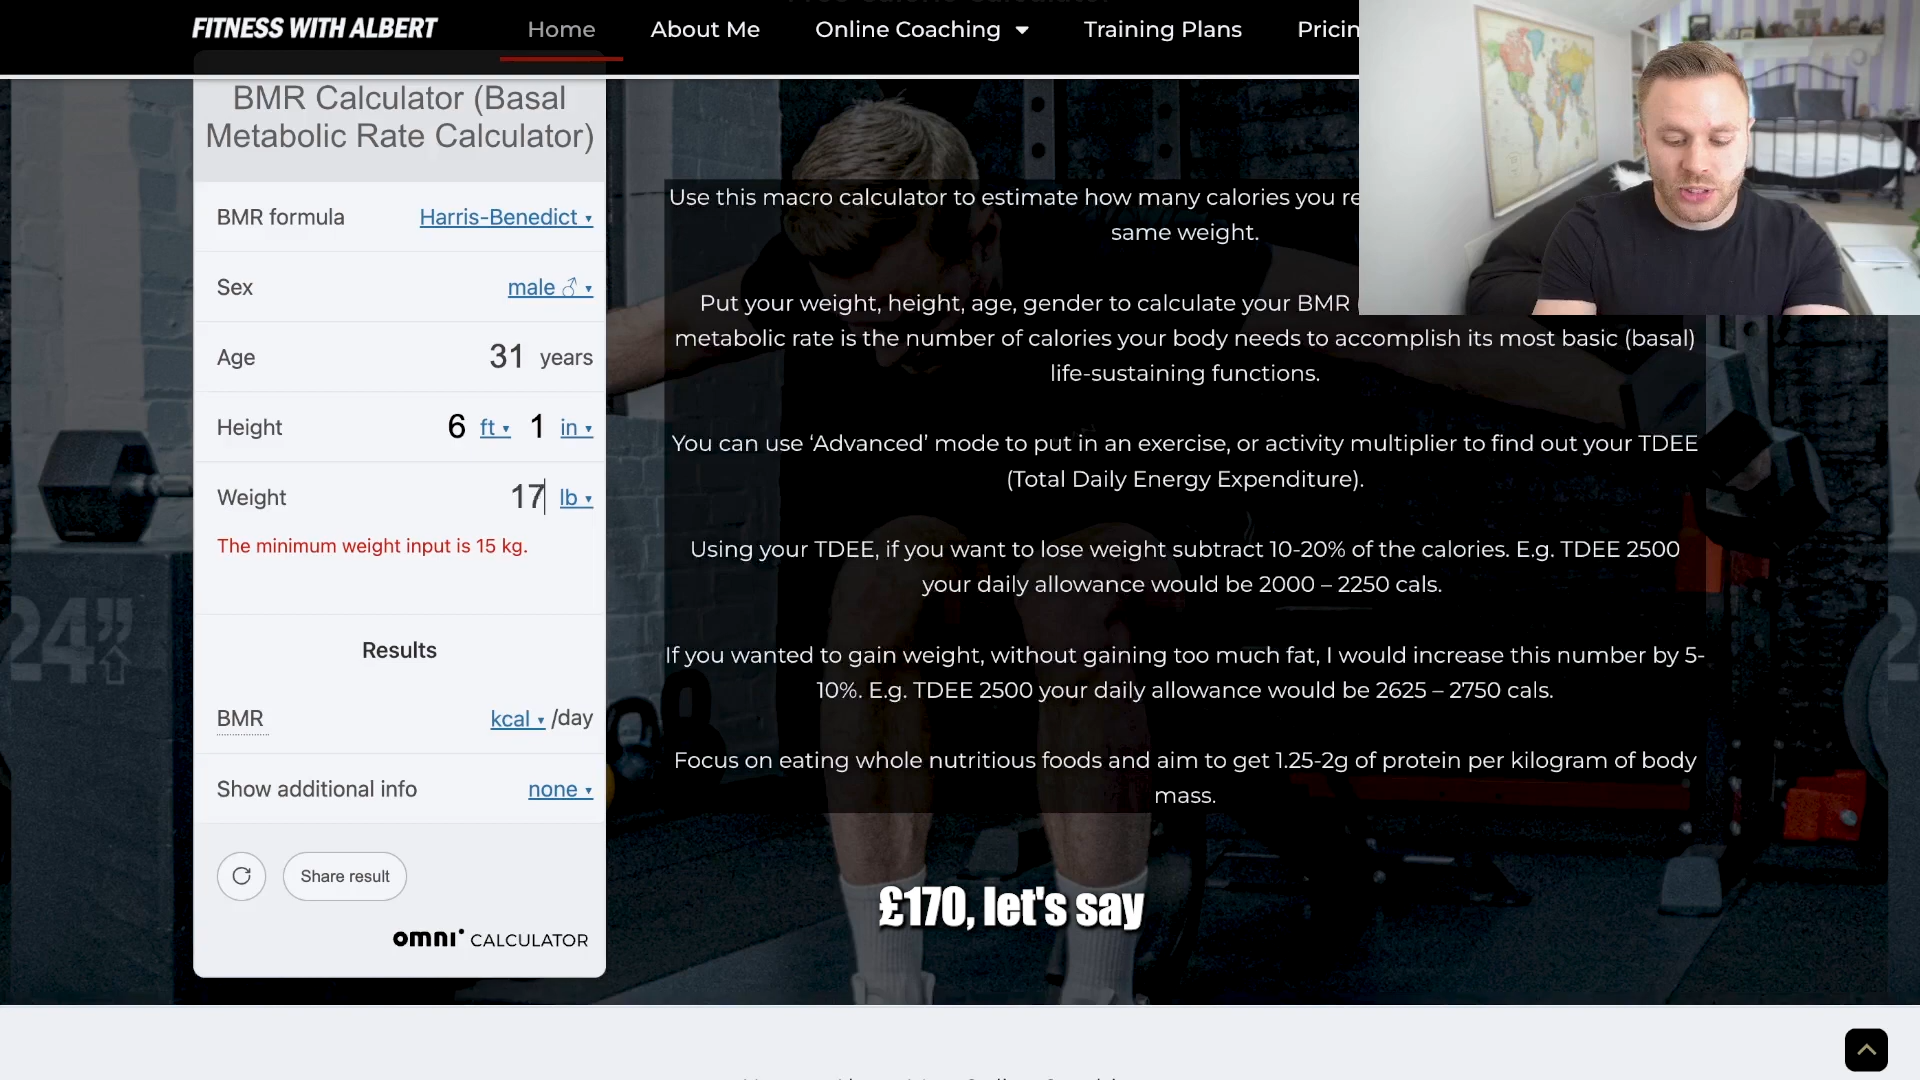 FITNESS WITH ALBERT
Home
About Me
Online Coaching
Training Plans
BMR Calculator (Basal
Metabolic Rate Calculator)
BMR formula
Harris-Benedict
Sex
male ♂
Age
31 years
Height
6 ft 1 in
Weight
17 lb
The minimum weight input is 15 kg.
Results
BMR
kcal /day
Show additional info
none
Share result
omni CALCULATOR
Use this macro calculator to estimate how many calories you
same weight.
Put your weight, height, age, gender to calculate your BMR
metabolic rate is the number of calories your body needs to accomplish its most basic (basal)
life-sustaining functions.
You can use ‘Advanced’ mode to put in an exercise, or activity multiplier to find out your TDEE
(Total Daily Energy Expenditure).
Using your TDEE, if you want to lose weight subtract 10-20% of the calories. E.g. TDEE 2500
your daily allowance would be 2000 – 2250 cals.
If you wanted to gain weight, without gaining too much fat, I would increase this number by 5-
10%. E.g. TDEE 2500 your daily allowance would be 2625 – 2750 cals.
Focus on eating whole nutritious foods and aim to get 1.25-2g of protein per kilogram of body
mass.
24”
£170, let's say